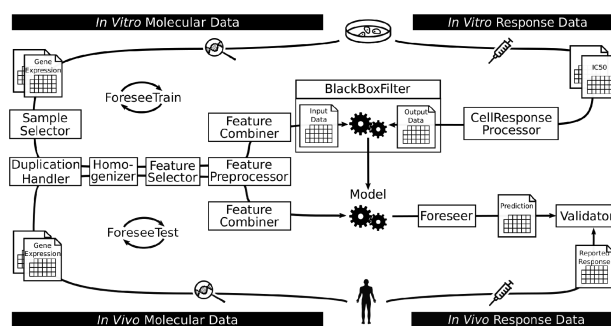 In Vitro Molecular Data
In Vitro Response Data
Gene
Expression
IC50
ForeseeTrain
BlackBoxFilter
Input
Data
Output
Data
Sample
Selector
Feature
Combiner
CellResponse
Processor
Duplication
Handler
Homo-
genizer
Feature
Selector
Feature
Preprocessor
Model
ForeseeTest
Feature
Combiner
Foreseer
Prediction
Validator
Gene
Expression
Reported
Response
In Vivo Molecular Data
In Vivo Response Data